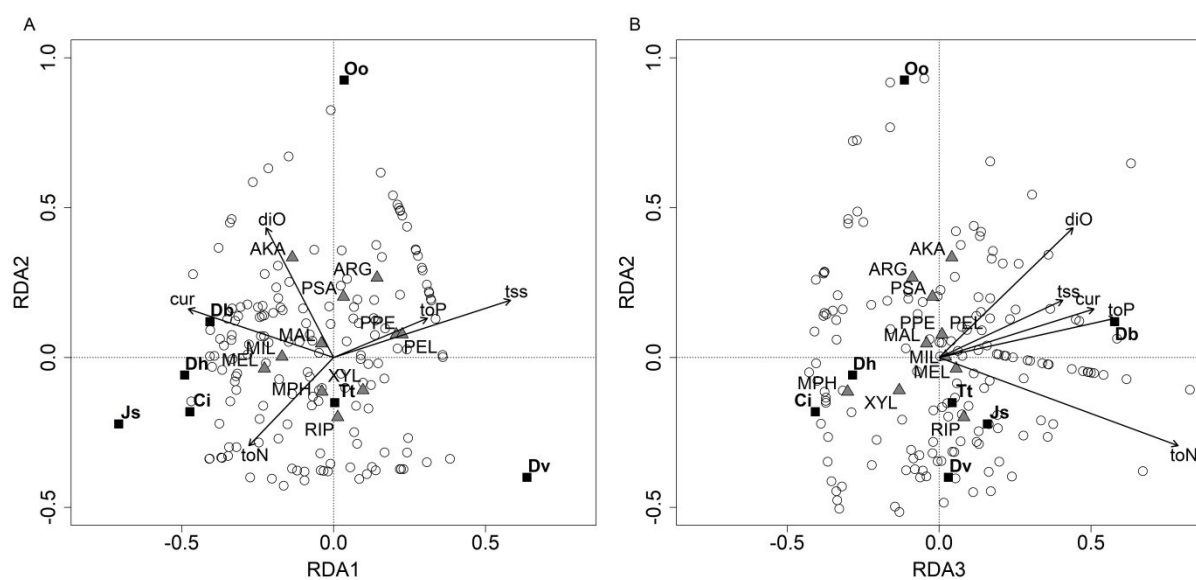 A
Oo
diO
AKA
ARG
PSA
cur
tss
Db
toP
PPE
MAL
PEL
MIL
MEL
Dh
XYL
MPH
Tt
Ci
Js
RIP
toN
Dv
1.0
0.5
0.0
-0.5
RDA2
-0.5
0.0
0.5
RDA1
B
Oo
diO
AKA
ARG
PSA
tss
cur
toP
PPE
PEL
Db
MAL
MIL
MEL
Dh
MPH
XYL
Ci
Tt
Js
RIP
toN
Dv
1.0
0.5
0.0
-0.5
RDA2
-0.5
0.0
0.5
RDA3